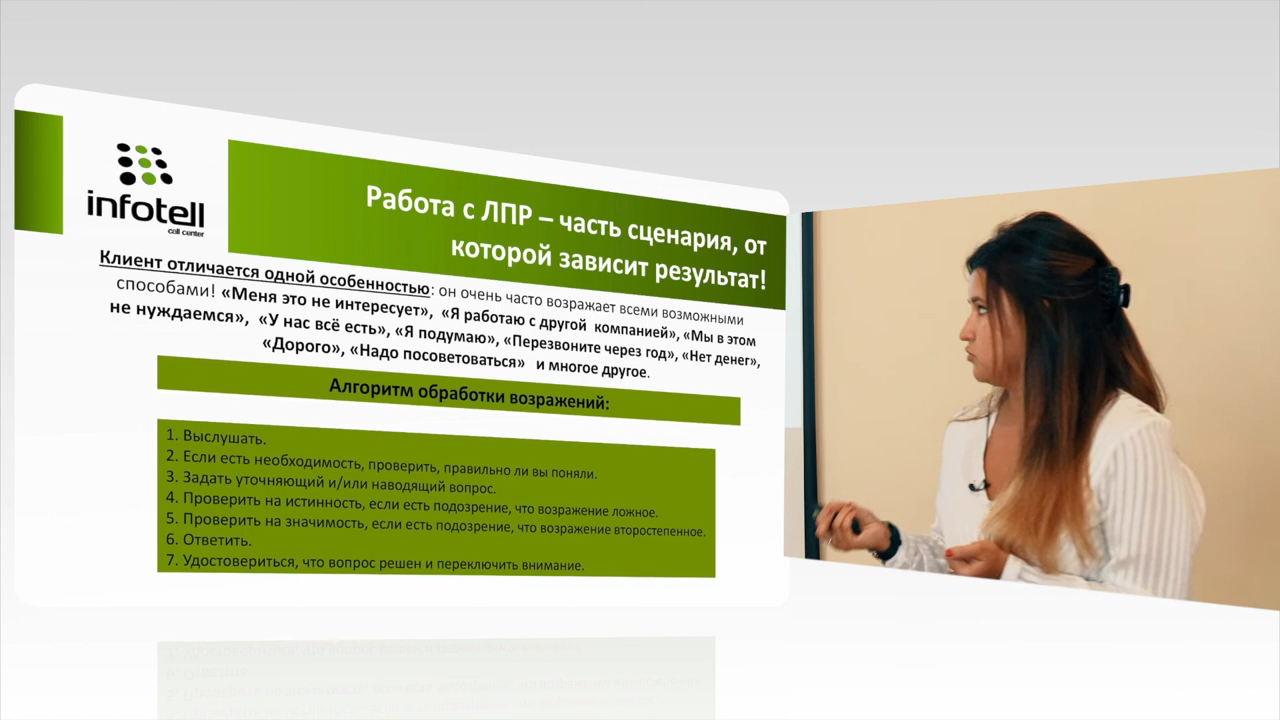 infotell
call center
Работа с ЛПР – часть сценария, от
которой зависит результат!
Клиент отличается одной особенностью: он очень часто возражает всеми возможными
способами! «Меня это не интересует», «Я работаю с другой компанией», «Мы в этом
не нуждаемся», «У нас всё есть», «Я подумаю», «Перезвоните через год», «Нет денег»,
«Дорого», «Надо посоветоваться» и многое другое.
Алгоритм обработки возражений:
1. Выслушать.
2. Если есть необходимость, проверить, правильно ли вы поняли.
3. Задать уточняющий и/или наводящий вопрос.
4. Проверить на истинность, если есть подозрение, что возражение ложное.
5. Проверить на значимость, если есть подозрение, что возражение второстепенное.
6. Ответить.
7. Удостовериться, что вопрос решен и переключить внимание.